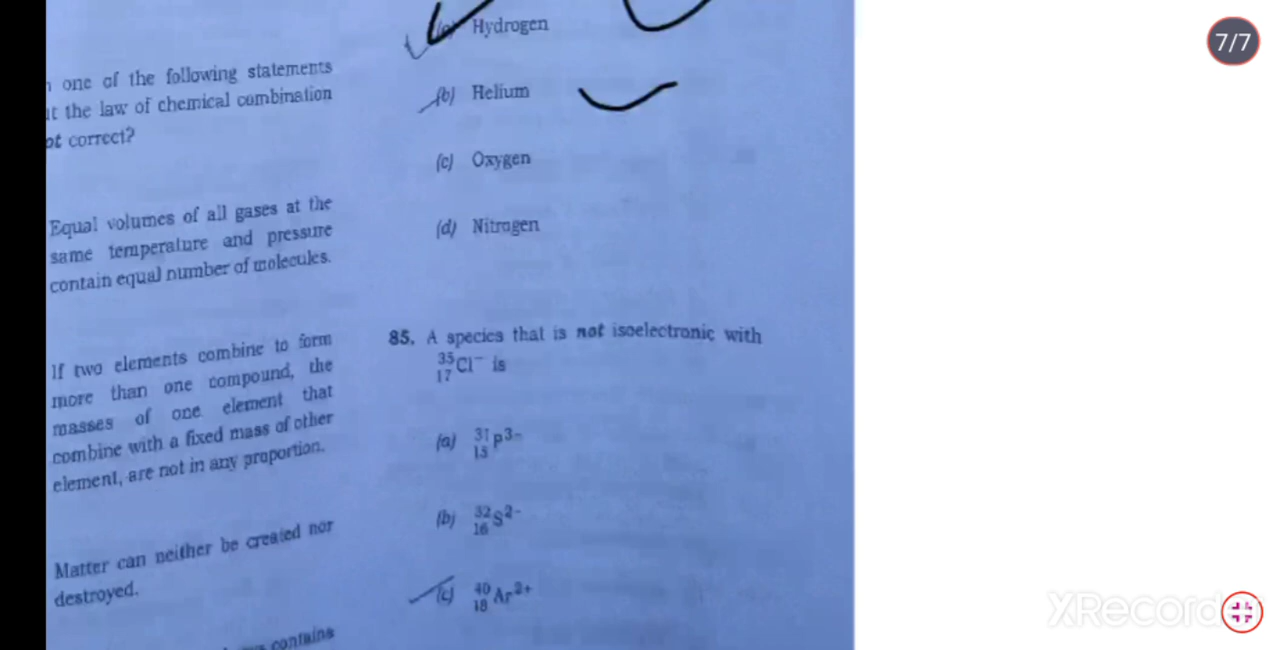 one of the following statements
the law of chemical combination
correct?
Equal volumes of all gases at the
same temperature and pressure
contain equal number of molecules.
If two elements combine to form
more than one compound, the
masses of one element that
combine with a fixed mass of other
element, are not in any proportion.
Matter can neither be created nor
destroyed.
contains
Hydrogen
(b) Helium
(c) Oxygen
(d) Nitrogen
85. A species that is not isoelectronic with
³⁵₁₇Cl⁻ is
(a) ³¹₁₅P³⁻
(b) ³²₁₆S²⁻
(c) ⁴⁰₁₈Ar²⁺
7/7
XRecorder